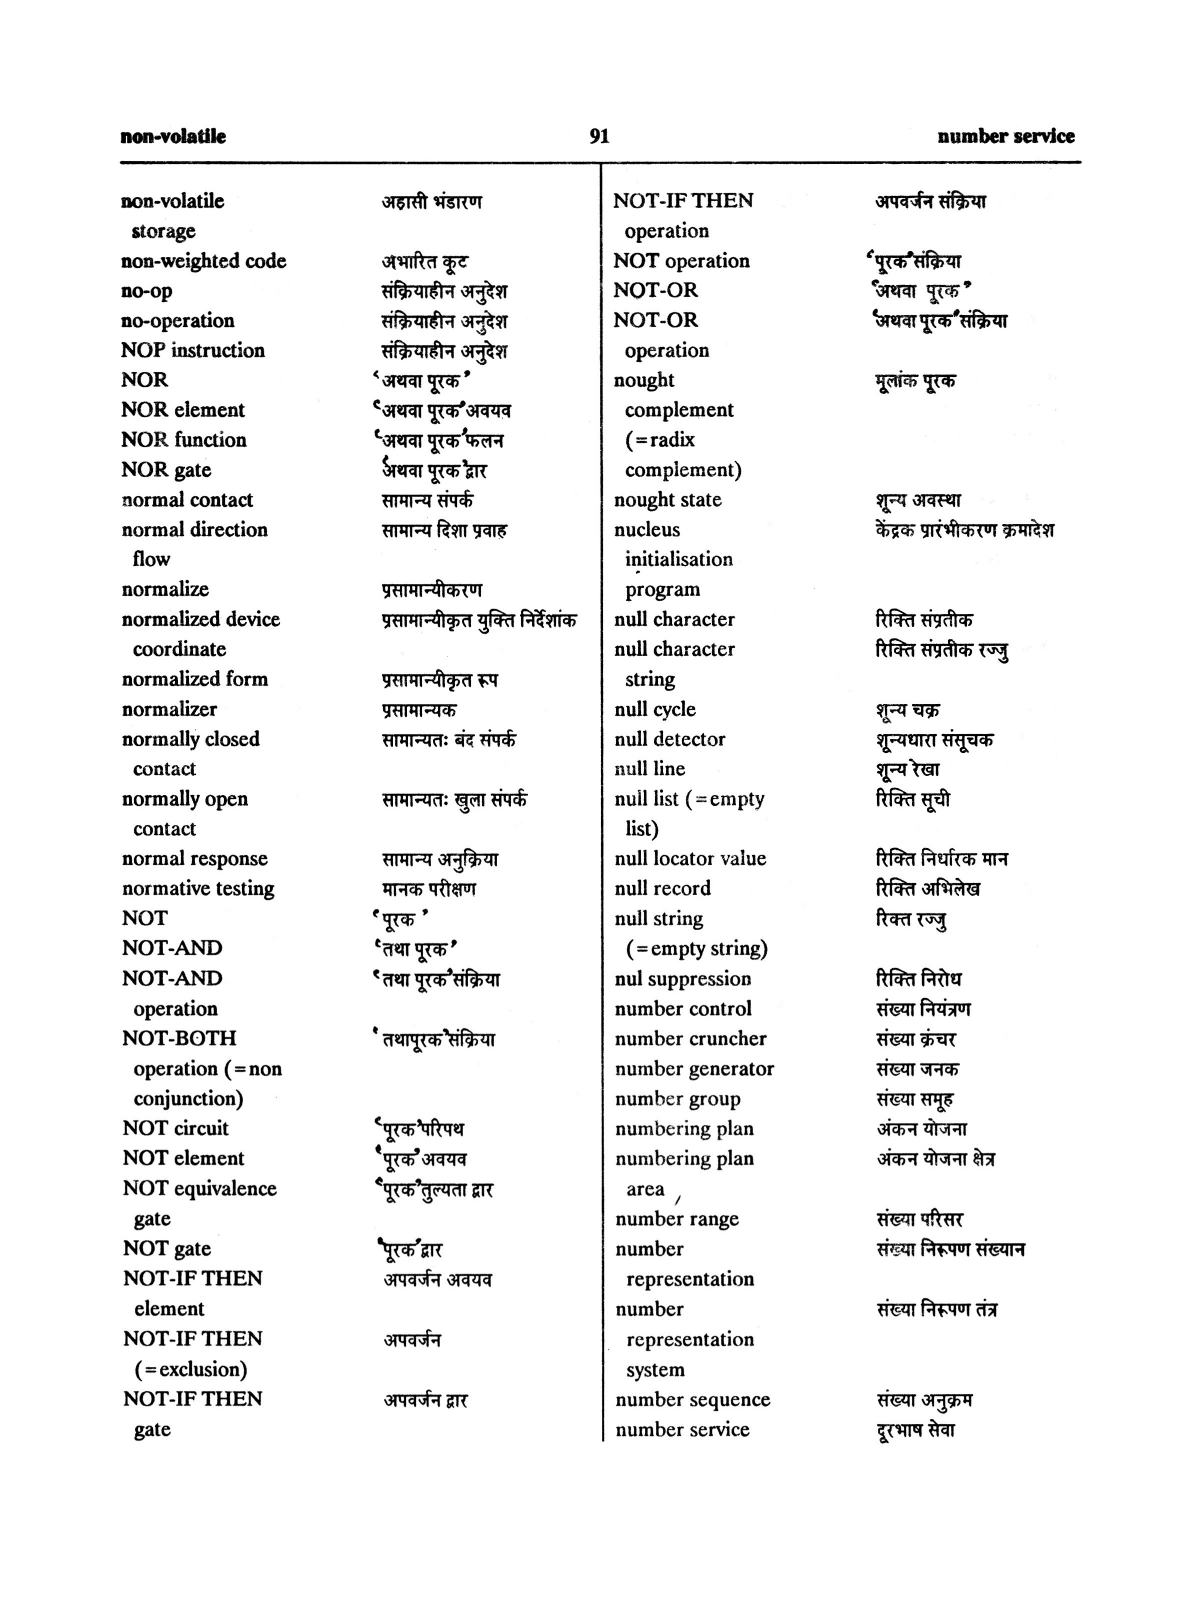 non-volatile 91 number service
non-volatile अह्रासी भंडारण
storage
non-weighted code अभारित कूट
no-op संक्रियाहीन अनुदेश
no-operation संक्रियाहीन अनुदेश
NOP instruction संक्रियाहीन अनुदेश
NOR ‘अथवा पूरक’
NOR element ‘अथवा पूरक’अवयव
NOR function ‘अथवा पूरक’फलन
NOR gate ‘अथवा पूरक’द्वार
normal contact सामान्य संपर्क
normal direction सामान्य दिशा प्रवाह
flow
normalize प्रसामान्यीकरण
normalized device प्रसामान्यीकृत युक्ति निर्देशांक
coordinate
normalized form प्रसामान्यीकृत रूप
normalizer प्रसामान्यक
normally closed सामान्यतः बंद संपर्क
contact
normally open सामान्यतः खुला संपर्क
contact
normal response सामान्य अनुक्रिया
normative testing मानक परीक्षण
NOT ‘पूरक’
NOT-AND ‘तथा पूरक’
NOT-AND ‘तथा पूरक’संक्रिया
operation
NOT-BOTH ‘तथापूरक’संक्रिया
operation (=non
conjunction)
NOT circuit ‘पूरक’परिपथ
NOT element ‘पूरक’अवयव
NOT equivalence ‘पूरक’तुल्यता द्वार
gate
NOT gate ‘पूरक’द्वार
NOT-IF THEN अपवर्जन अवयव
element
NOT-IF THEN अपवर्जन
(=exclusion)
NOT-IF THEN अपवर्जन द्वार
gate
NOT-IF THEN अपवर्जन संक्रिया
operation
NOT operation ‘पूरक’संक्रिया
NOT-OR ‘अथवा पूरक’
NOT-OR ‘अथवा पूरक’संक्रिया
operation
nought मूलांक पूरक
complement
(=radix
complement)
nought state शून्य अवस्था
nucleus केंद्रक प्रारंभीकरण क्रमादेश
initialisation
program
null character रिक्ति संप्रतीक
null character रिक्ति संप्रतीक रज्जु
string
null cycle शून्य चक्र
null detector शून्यधारा संसूचक
null line शून्य रेखा
null list (=empty रिक्ति सूची
list)
null locator value रिक्ति निर्धारक मान
null record रिक्ति अभिलेख
null string रिक्त रज्जु
(=empty string)
nul suppression रिक्ति निरोध
number control संख्या नियंत्रण
number cruncher संख्या क्रंचर
number generator संख्या जनक
number group संख्या समूह
numbering plan अंकन योजना
numbering plan अंकन योजना क्षेत्र
area
number range संख्या परिसर
number संख्या निरूपण संख्यान
representation
number संख्या निरूपण तंत्र
representation
system
number sequence संख्या अनुक्रम
number service दूरभाष सेवा